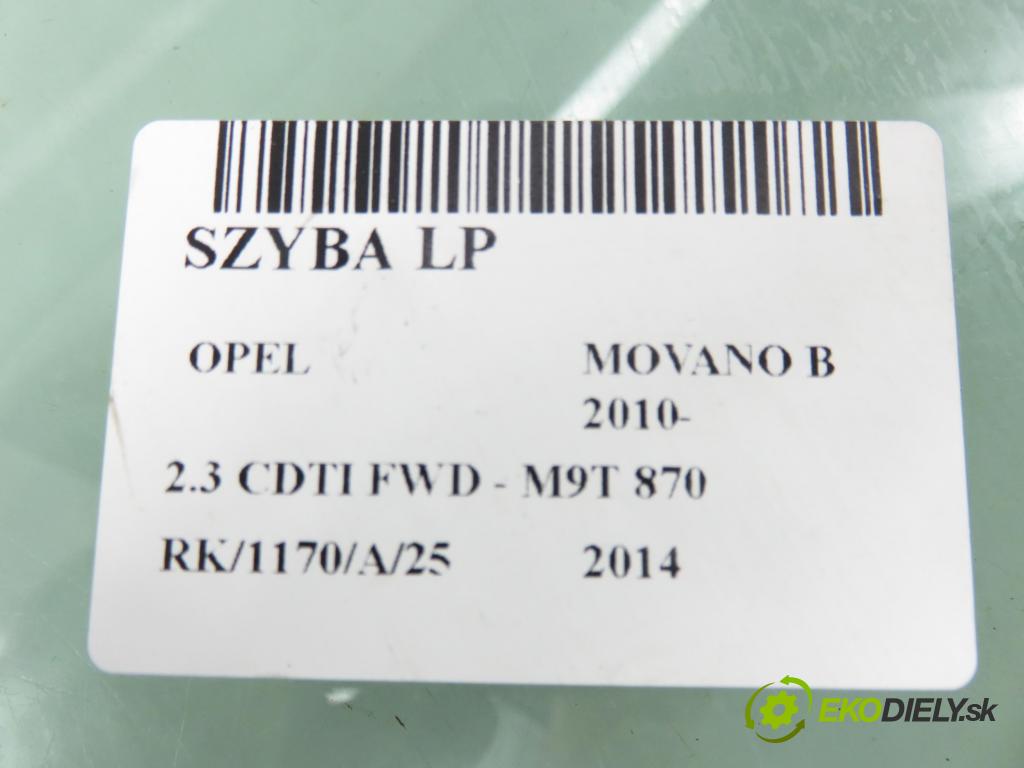 SZYBA LP
OPEL MOVANO B
2010-
2.3 CDTI FWD - M9T 870
RK/1170/A/25 2014
EKODIELY.sk